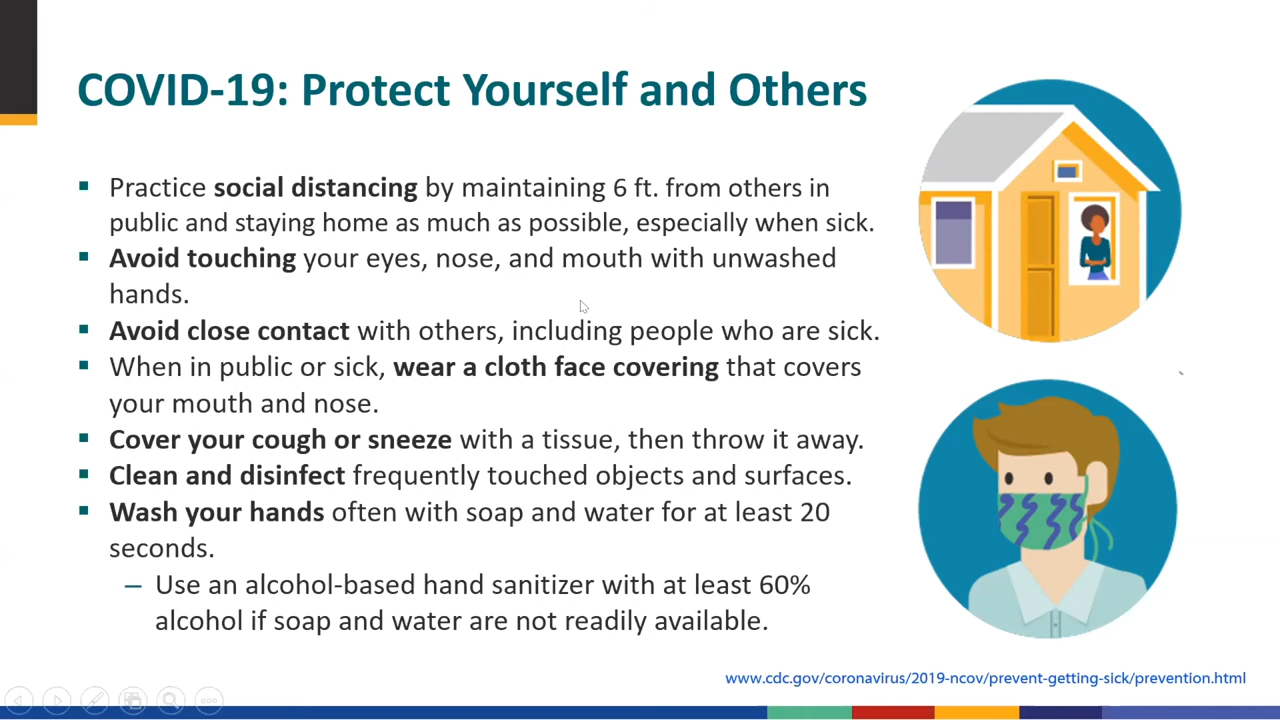 COVID-19: Protect Yourself and Others
Practice social distancing by maintaining 6 ft. from others in
public and staying home as much as possible, especially when sick.
Avoid touching your eyes, nose, and mouth with unwashed
hands.
Avoid close contact with others, including people who are sick.
When in public or sick, wear a cloth face covering that covers
your mouth and nose.
Cover your cough or sneeze with a tissue, then throw it away.
Clean and disinfect frequently touched objects and surfaces.
Wash your hands often with soap and water for at least 20
seconds.
– Use an alcohol-based hand sanitizer with at least 60%
alcohol if soap and water are not readily available.
www.cdc.gov/coronavirus/2019-ncov/prevent-getting-sick/prevention.html